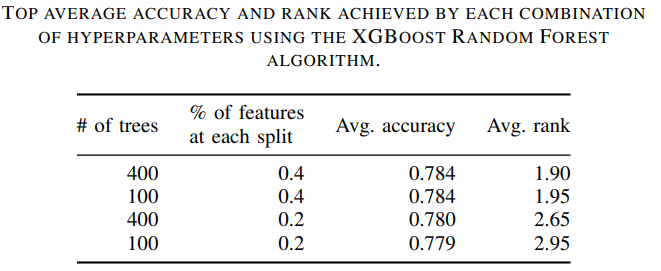 TOP AVERAGE ACCURACY AND RANK ACHIEVED BY EACH COMBINATION
OF HYPERPARAMETERS USING THE XGBOOST RANDOM FOREST
ALGORITHM.
# of trees % of features at each split Avg. accuracy Avg. rank
400 0.4 0.784 1.90
100 0.4 0.784 1.95
400 0.2 0.780 2.65
100 0.2 0.779 2.95